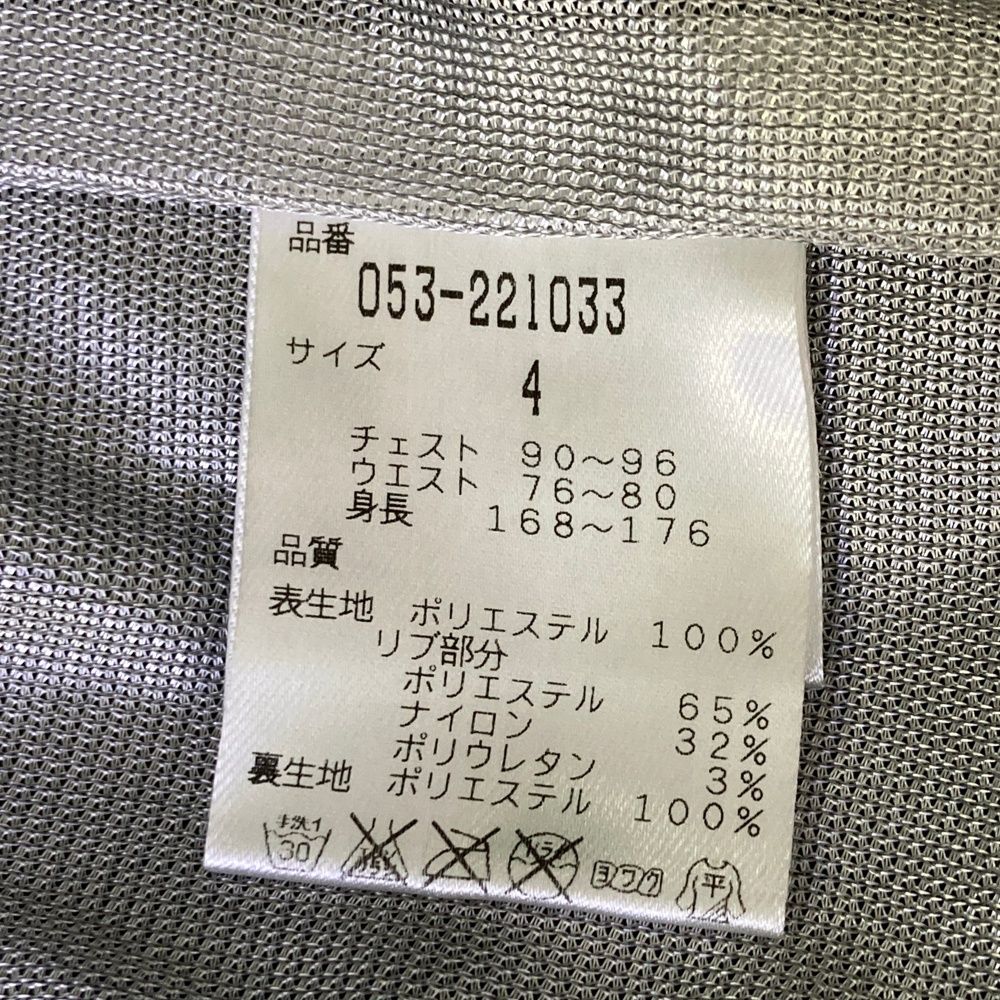 品番
053-221033
サイズ
4
チェスト 90～96
ウエスト 76～80
身長 168～176
品質
表生地 ポリエステル 100%
リブ部分
ポリエステル 65%
ナイロン 32%
ポリウレタン 3%
裏生地 ポリエステル 100%
手洗イ 30 ドライ ヨワク 平